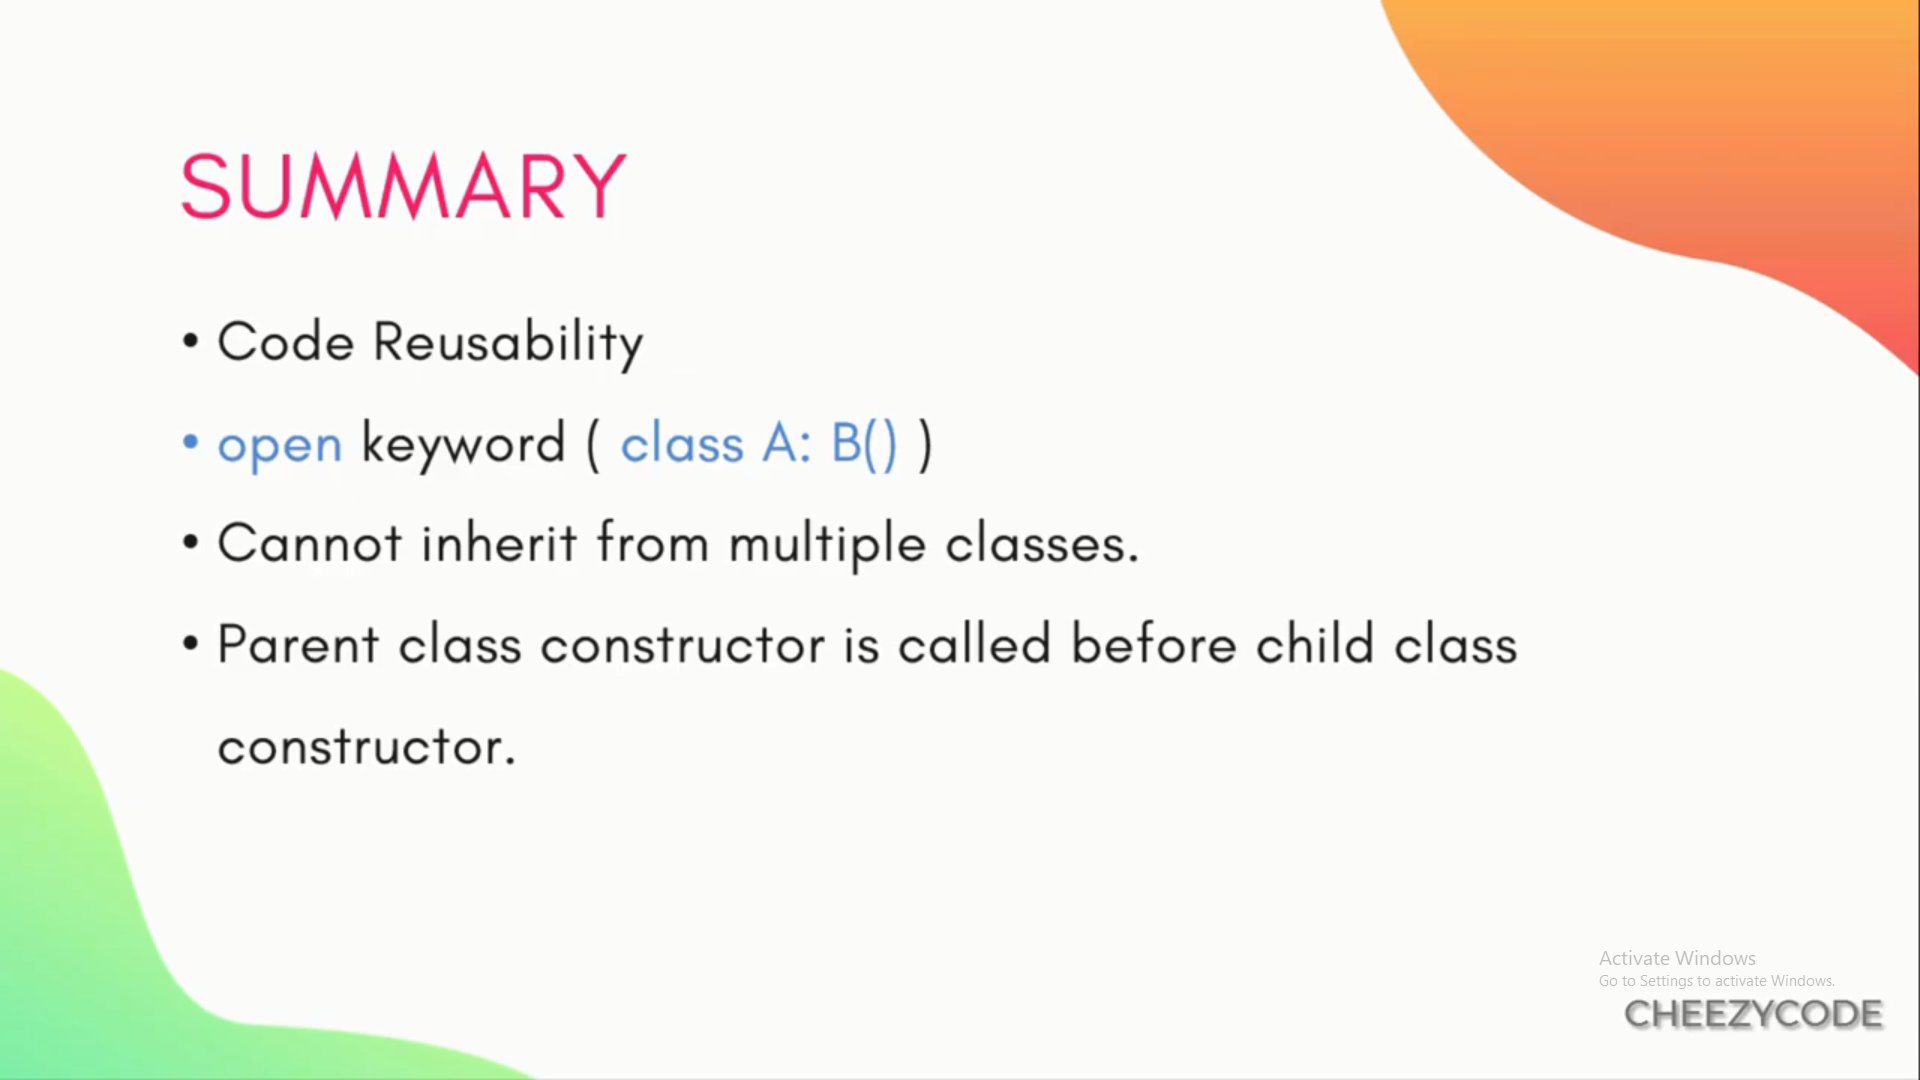 SUMMARY
• Code Reusability
• open keyword ( class A: B() )
• Cannot inherit from multiple classes.
• Parent class constructor is called before child class
constructor.
Activate Windows
Go to Settings to activate Windows.
CHEEZYCODE